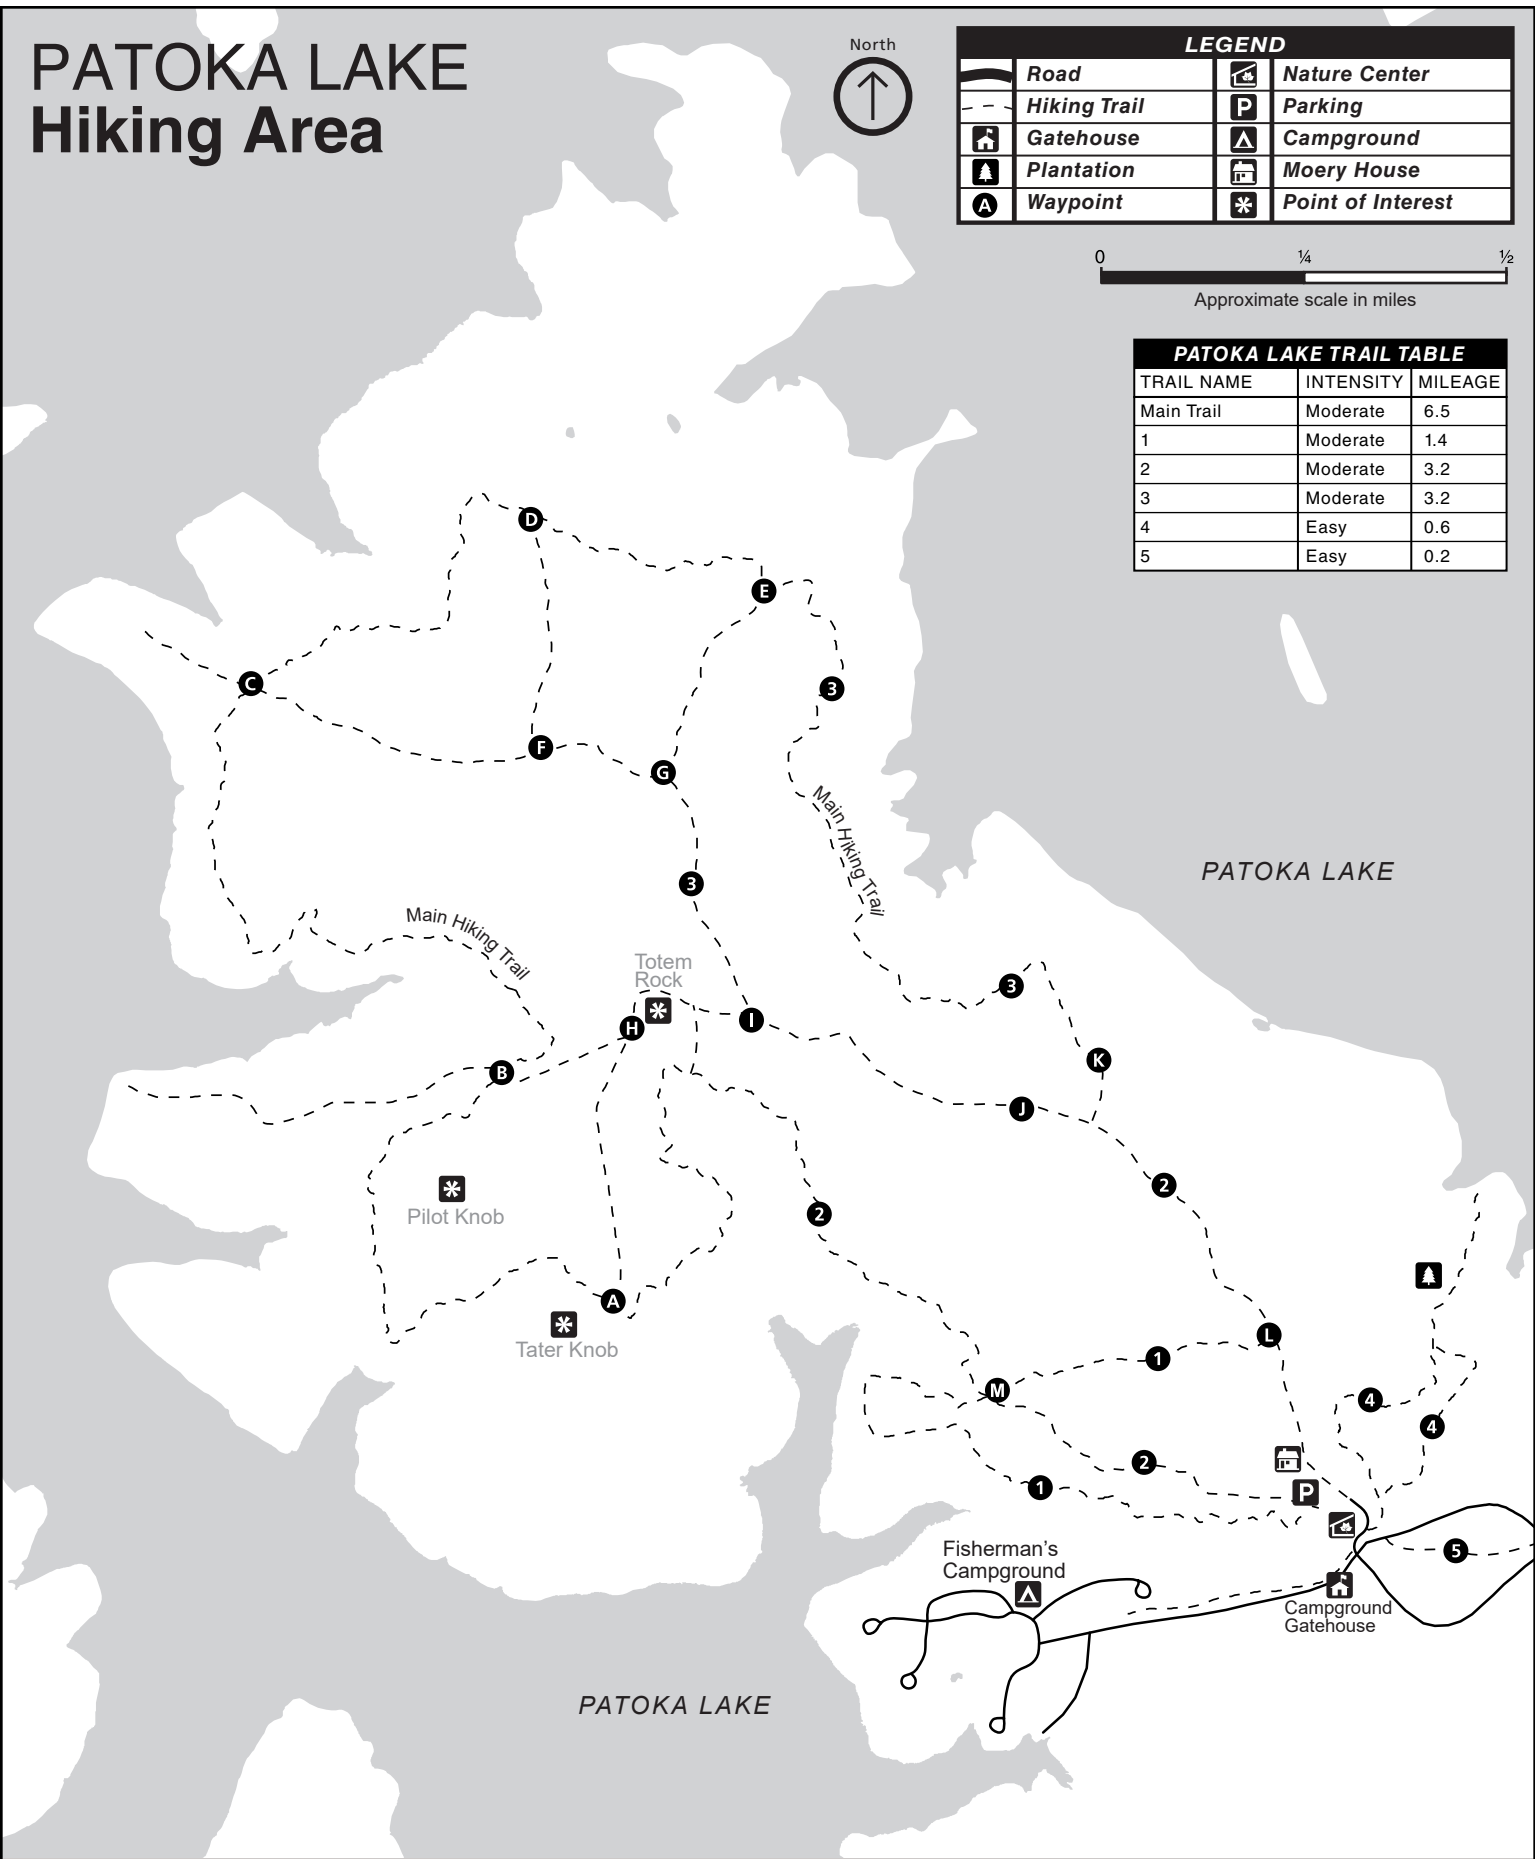 PATOKA LAKE
Hiking Area
North
LEGEND
Road
Nature Center
Hiking Trail
P
Parking
Gatehouse
Campground
Plantation
Moery House
A
Waypoint
Point of Interest
0
¼
½
Approximate scale in miles
PATOKA LAKE TRAIL TABLE
TRAIL NAME INTENSITY MILEAGE
Main Trail Moderate 6.5
1 Moderate 1.4
2 Moderate 3.2
3 Moderate 3.2
4 Easy 0.6
5 Easy 0.2
D
E
C
3
F
G
Main Hiking Trail
PATOKA LAKE
3
Main Hiking Trail
Totem
Rock
3
H
I
K
B
J
2
Pilot Knob
2
A
Tater Knob
L
1
M
4
4
2
1
P
Fisherman's
Campground
5
Campground
Gatehouse
PATOKA LAKE